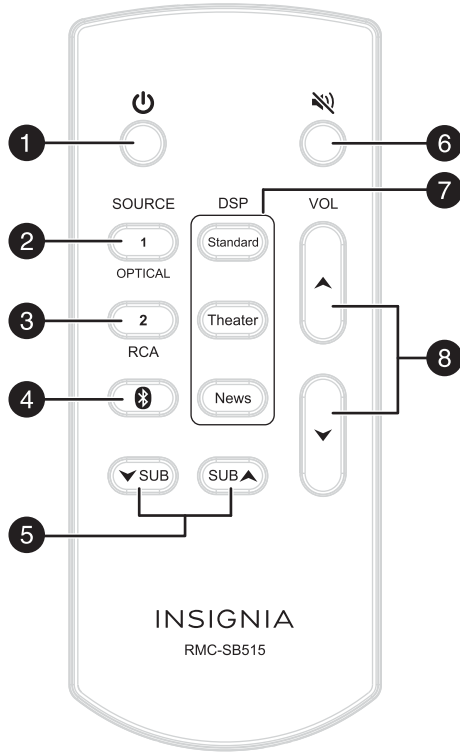 1
6
7
SOURCE DSP VOL
2
1
Standard
OPTICAL
3
2
Theater
RCA
8
4
News
SUB SUB
5
INSIGNIA
RMC-SB515